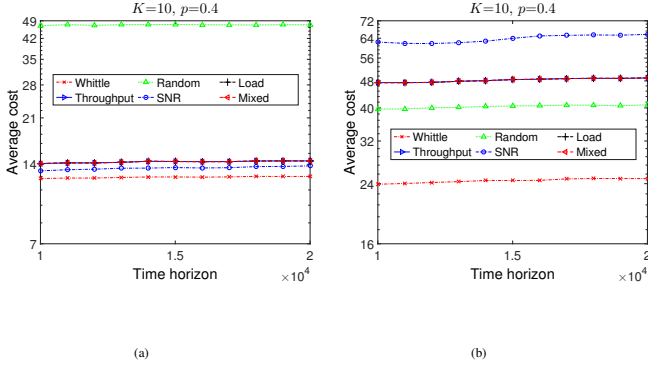 K=10, p=0.4
49
42
35
28
21
14
7
Average cost
Whittle
Random
Load
Throughput
SNR
Mixed
1
1.5
2
Time horizon
×10^4
(a)
K=10, p=0.4
72
64
56
48
40
32
24
16
Average cost
Whittle
Random
Load
Throughput
SNR
Mixed
1
1.5
2
Time horizon
×10^4
(b)